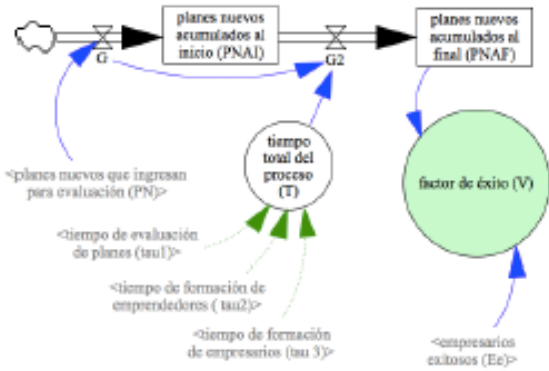 planes nuevos
acumulados al
inicio (PNAI)
planes nuevos
acumulados al
final (PNAF)
G
G2
tiempo
total del
proceso
(T)
<planes nuevos que ingresan
para evaluación (PN)>
factor de éxito (V)
<tiempo de evaluación
de planes (tau1)>
<tiempo de formación de
emprendedores ( tau2)>
<tiempo de formación
de empresarios (tau 3)>
<empresarios
exitosos (Ee)>